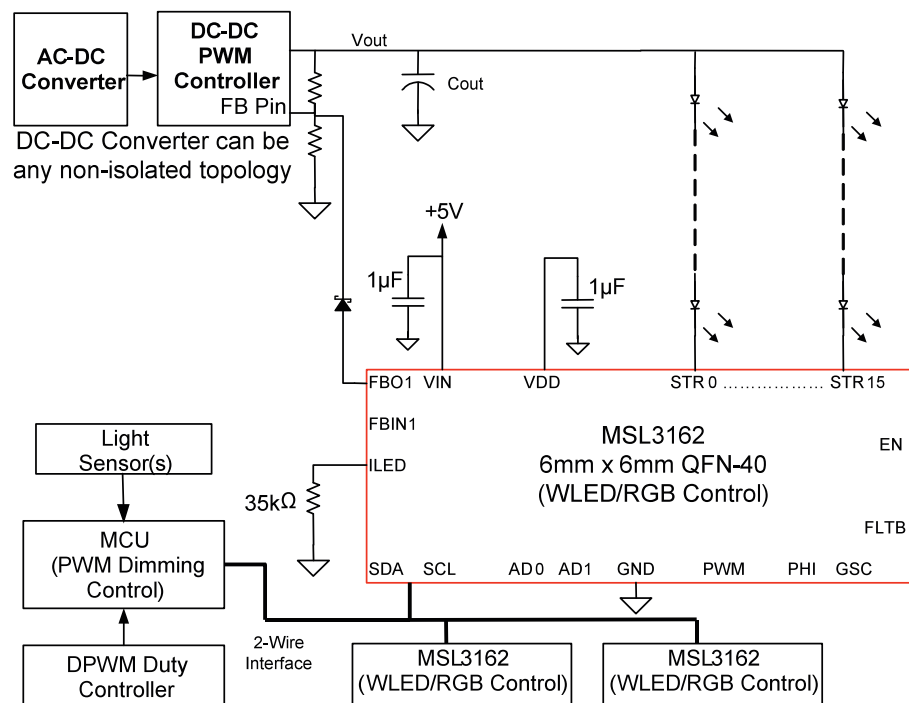 AC-DC
Converter
DC-DC
PWM
Controller
FB Pin
Vout
Cout
DC-DC Converter can be
any non-isolated topology
+5V
1µF
1µF
FBO1
VIN
VDD
STR 0 .................. STR 15
FBIN1
MSL3162
6mm x 6mm QFN-40
(WLED/RGB Control)
EN
ILED
35kΩ
FLTB
Light
Sensor(s)
MCU
(PWM Dimming
Control)
SDA
SCL
AD0
AD1
GND
PWM
PHI
GSC
2-Wire
Interface
DPWM Duty
Controller
MSL3162
(WLED/RGB Control)
MSL3162
(WLED/RGB Control)